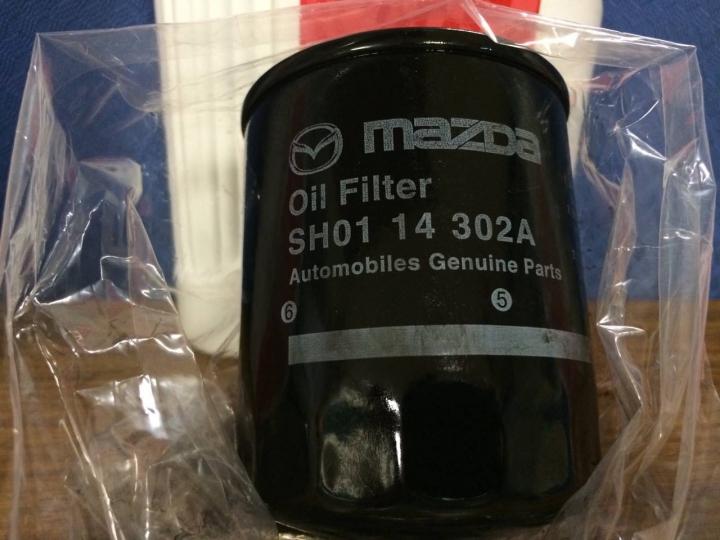 mazda
Oil Filter
SH01 14 302A
Automobiles Genuine Parts
6 5